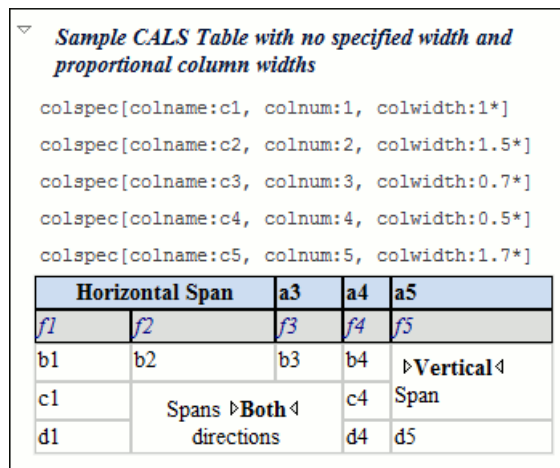 Sample CALS Table with no specified width and
proportional column widths
colspec[colname:c1, colnum:1, colwidth:1*]
colspec[colname:c2, colnum:2, colwidth:1.5*]
colspec[colname:c3, colnum:3, colwidth:0.7*]
colspec[colname:c4, colnum:4, colwidth:0.5*]
colspec[colname:c5, colnum:5, colwidth:1.7*]
Horizontal Span a3 a4 a5
f1 f2 f3 f4 f5
b1 b2 b3 b4 Vertical
c1 Spans Both c4 Span
directions
d1 d4 d5